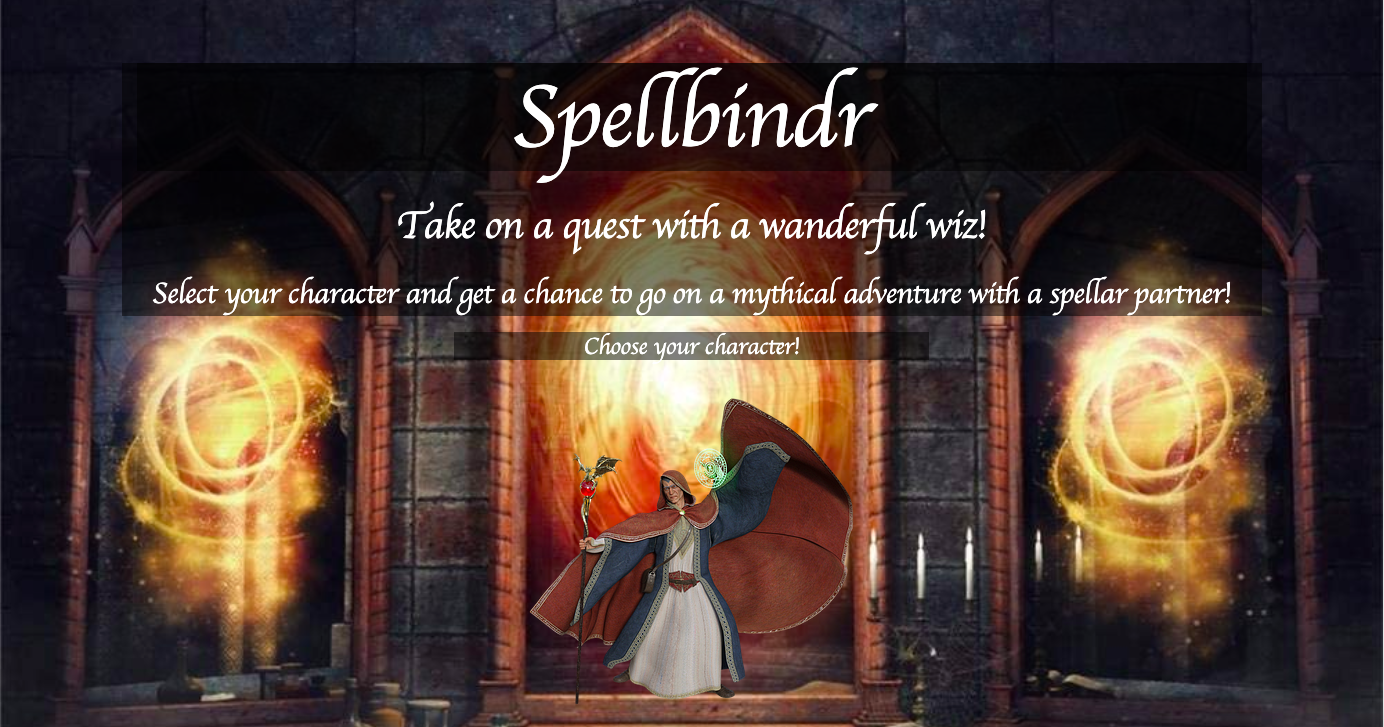 Spellbindr
Take on a quest with a wanderful wiz!
Select your character and get a chance to go on a mythical adventure with a spellar partner!
Choose your character!